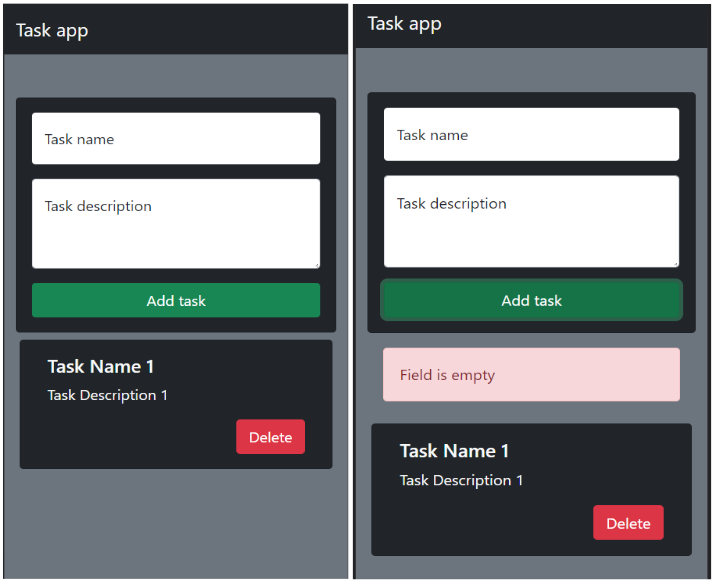 Task app
Task name
Task description
Add task
Task Name 1
Task Description 1
Delete
Task app
Task name
Task description
Add task
Field is empty
Task Name 1
Task Description 1
Delete